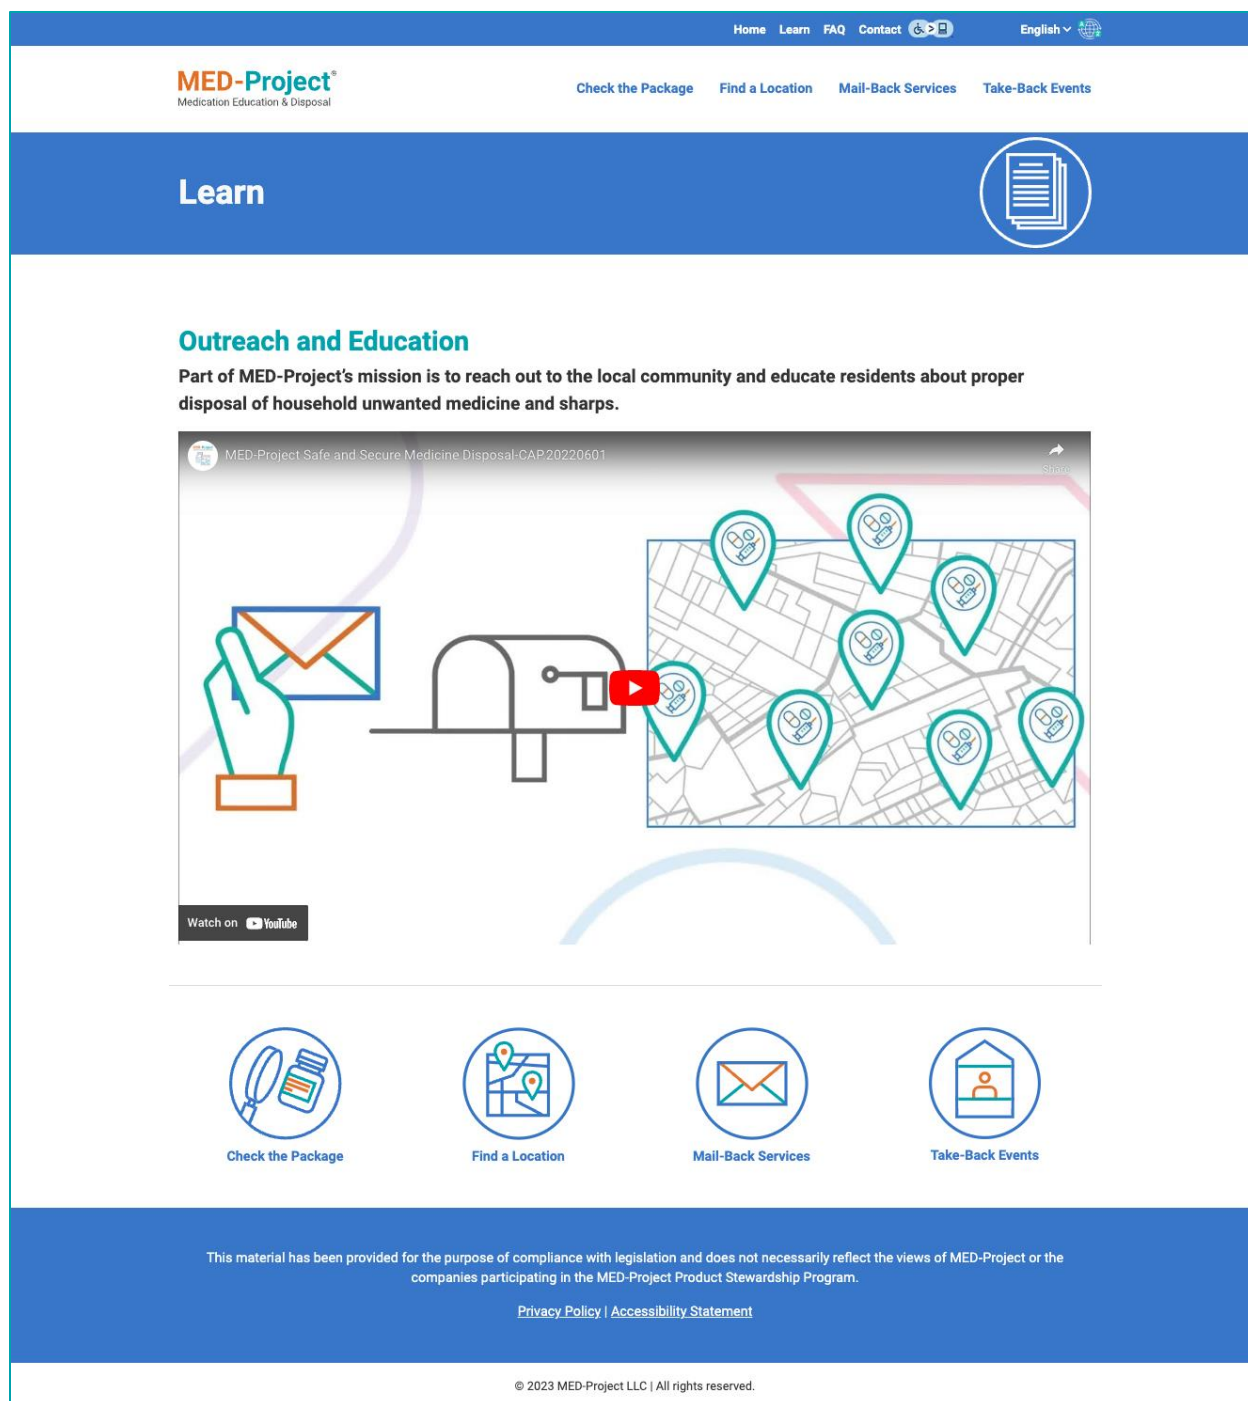 Home Learn FAQ Contact English
MED-Project®
Medication Education & Disposal
Check the Package Find a Location Mail-Back Services Take-Back Events
Learn
Outreach and Education
Part of MED-Project's mission is to reach out to the local community and educate residents about proper
disposal of household unwanted medicine and sharps.
MED-Project Safe and Secure Medicine Disposal-CAP.20220601
Share
Watch on YouTube
Check the Package Find a Location Mail-Back Services Take-Back Events
This material has been provided for the purpose of compliance with legislation and does not necessarily reflect the views of MED-Project or the
companies participating in the MED-Project Product Stewardship Program.
Privacy Policy | Accessibility Statement
© 2023 MED-Project LLC | All rights reserved.